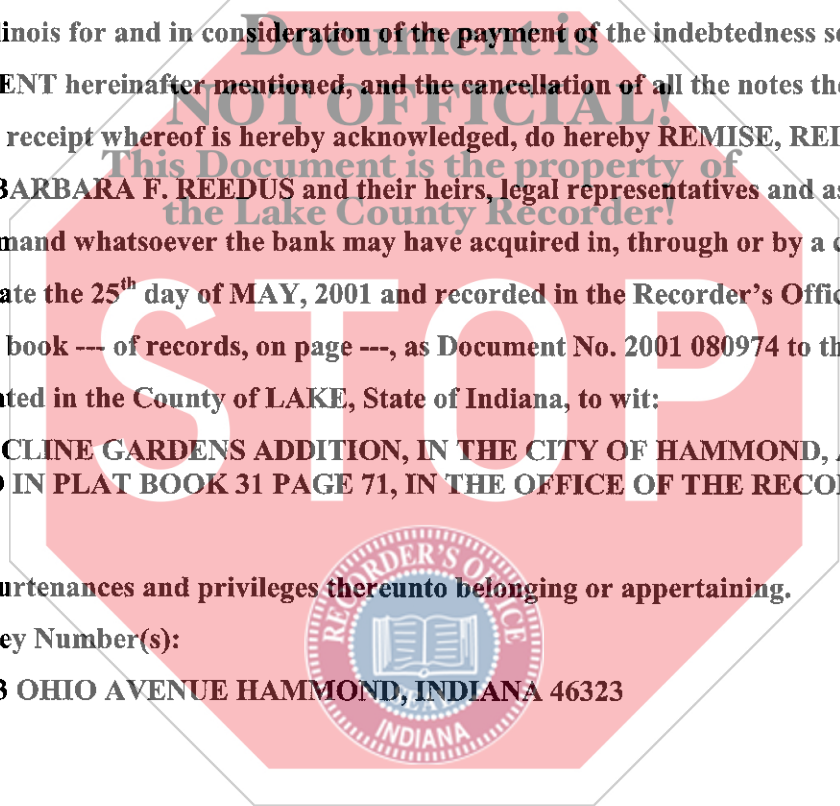 linois for and in consideration of the payment of the indebtedness se
Document is
ENT hereinafter mentioned, and the cancellation of all the notes the
NOT OFFICIAL!
receipt whereof is hereby acknowledged, do hereby REMISE, REL
This Document is the property of
BARBARA F. REEDUS and their heirs, legal representatives and as
the Lake County Recorder!
mand whatsoever the bank may have acquired in, through or by a c
ate the 25th day of MAY, 2001 and recorded in the Recorder's Offic
STOP
book --- of records, on page ---, as Document No. 2001 080974 to th
ated in the County of LAKE, State of Indiana, to wit:
CLINE GARDENS ADDITION, IN THE CITY OF HAMMOND, A
IN PLAT BOOK 31 PAGE 71, IN THE OFFICE OF THE RECO
RECORDER'S OFFICE
urtenances and privileges thereunto belonging or appertaining.
ey Number(s):
3 OHIO AVENUE HAMMOND, INDIANA 46323
SEAL
INDIANA